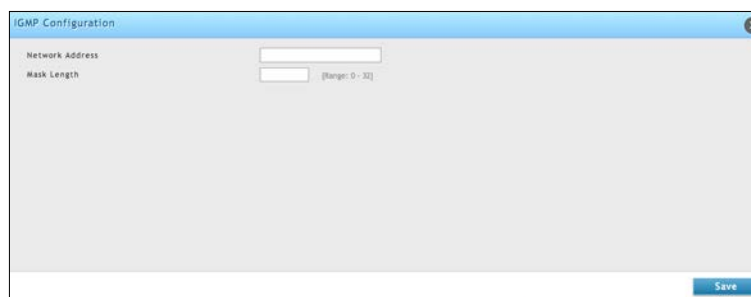 IGMP Configuration
Network Address
Mask Length [Range: 0 - 32]
Save